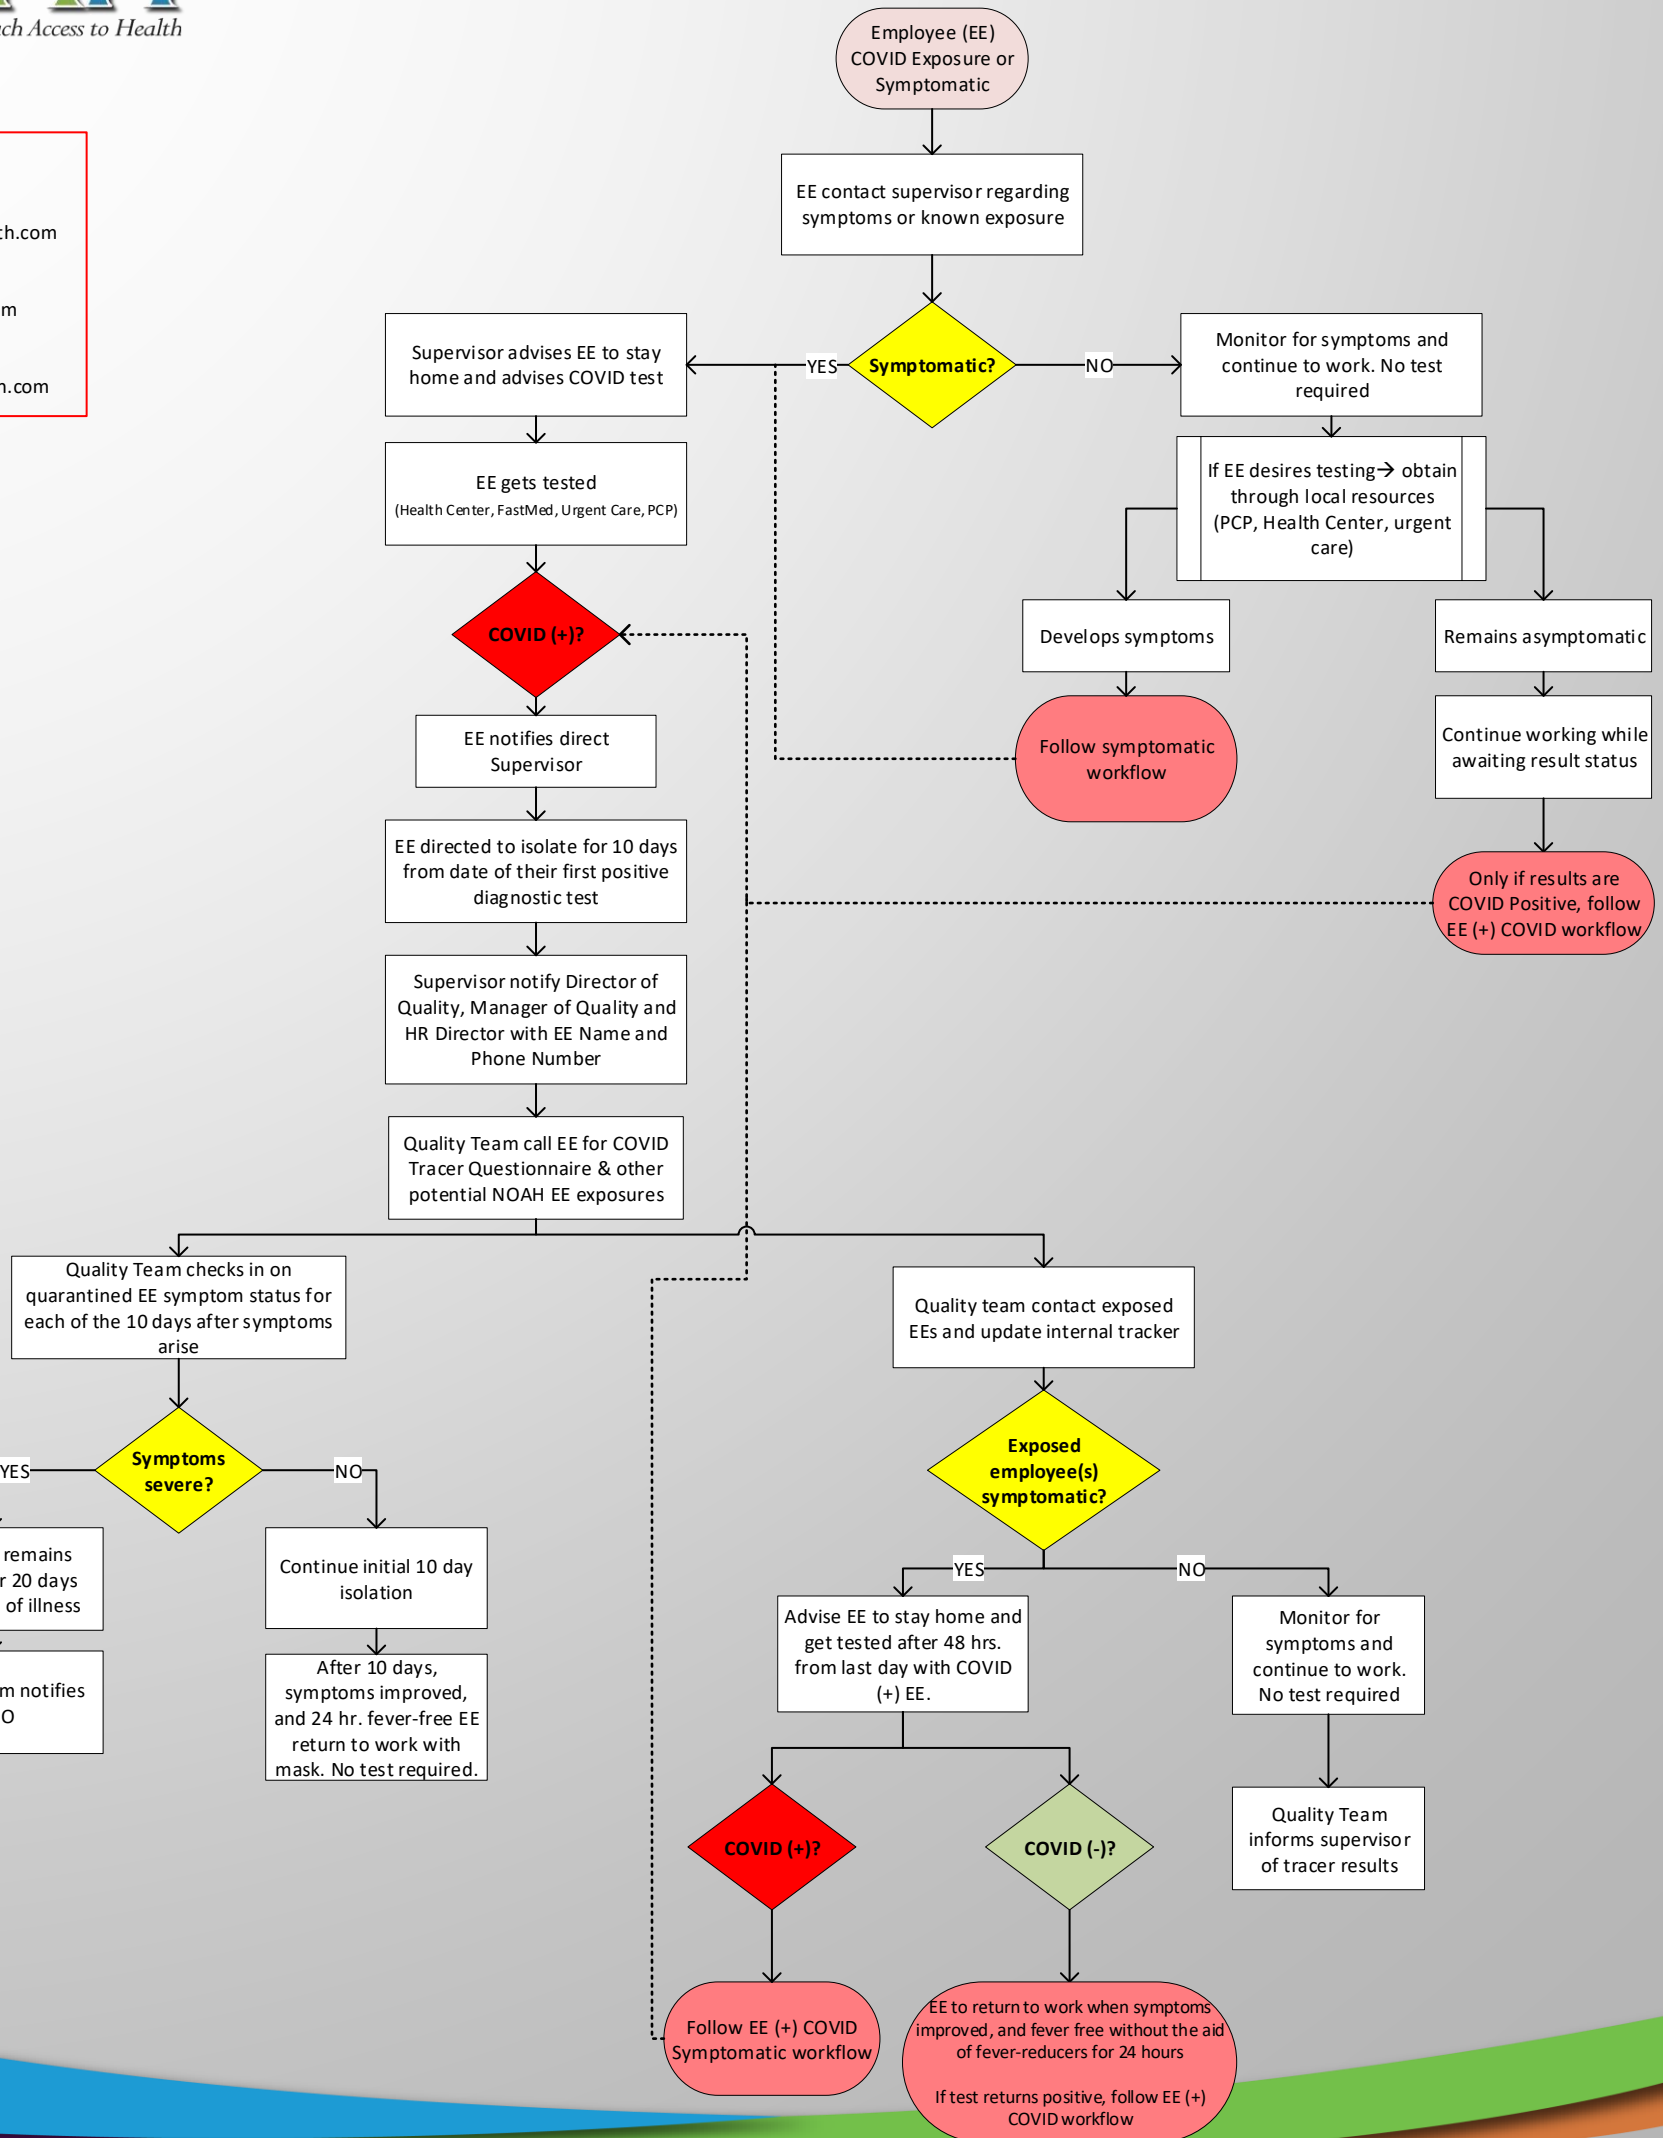 Access to Health
th.com
m
m.com
Employee (EE)
COVID Exposure or
Symptomatic
EE contact supervisor regarding
symptoms or known exposure
Symptomatic?
YES
NO
Supervisor advises EE to stay
home and advises COVID test
Monitor for symptoms and
continue to work. No test
required
EE gets tested
(Health Center, FastMed, Urgent Care, PCP)
If EE desires testing→ obtain
through local resources
(PCP, Health Center, urgent
care)
COVID (+)?
Develops symptoms
Remains asymptomatic
EE notifies direct
Supervisor
Follow symptomatic
workflow
Continue working while
awaiting result status
EE directed to isolate for 10 days
from date of their first positive
diagnostic test
Only if results are
COVID Positive, follow
EE (+) COVID workflow
Supervisor notify Director of
Quality, Manager of Quality and
HR Director with EE Name and
Phone Number
Quality Team call EE for COVID
Tracer Questionnaire & other
potential NOAH EE exposures
Quality Team checks in on
quarantined EE symptom status for
each of the 10 days after symptoms
arise
Quality team contact exposed
EEs and update internal tracker
Symptoms
severe?
YES
NO
remains
r 20 days
of illness
m notifies
O
Continue initial 10 day
isolation
After 10 days,
symptoms improved,
and 24 hr. fever-free EE
return to work with
mask. No test required.
Exposed
employee(s)
symptomatic?
YES
NO
Advise EE to stay home and
get tested after 48 hrs.
from last day with COVID
(+) EE.
Monitor for
symptoms and
continue to work.
No test required
COVID (+)?
COVID (-)?
Quality Team
informs supervisor
of tracer results
Follow EE (+) COVID
Symptomatic workflow
EE to return to work when symptoms
improved, and fever free without the aid
of fever-reducers for 24 hours
If test returns positive, follow EE (+)
COVID workflow